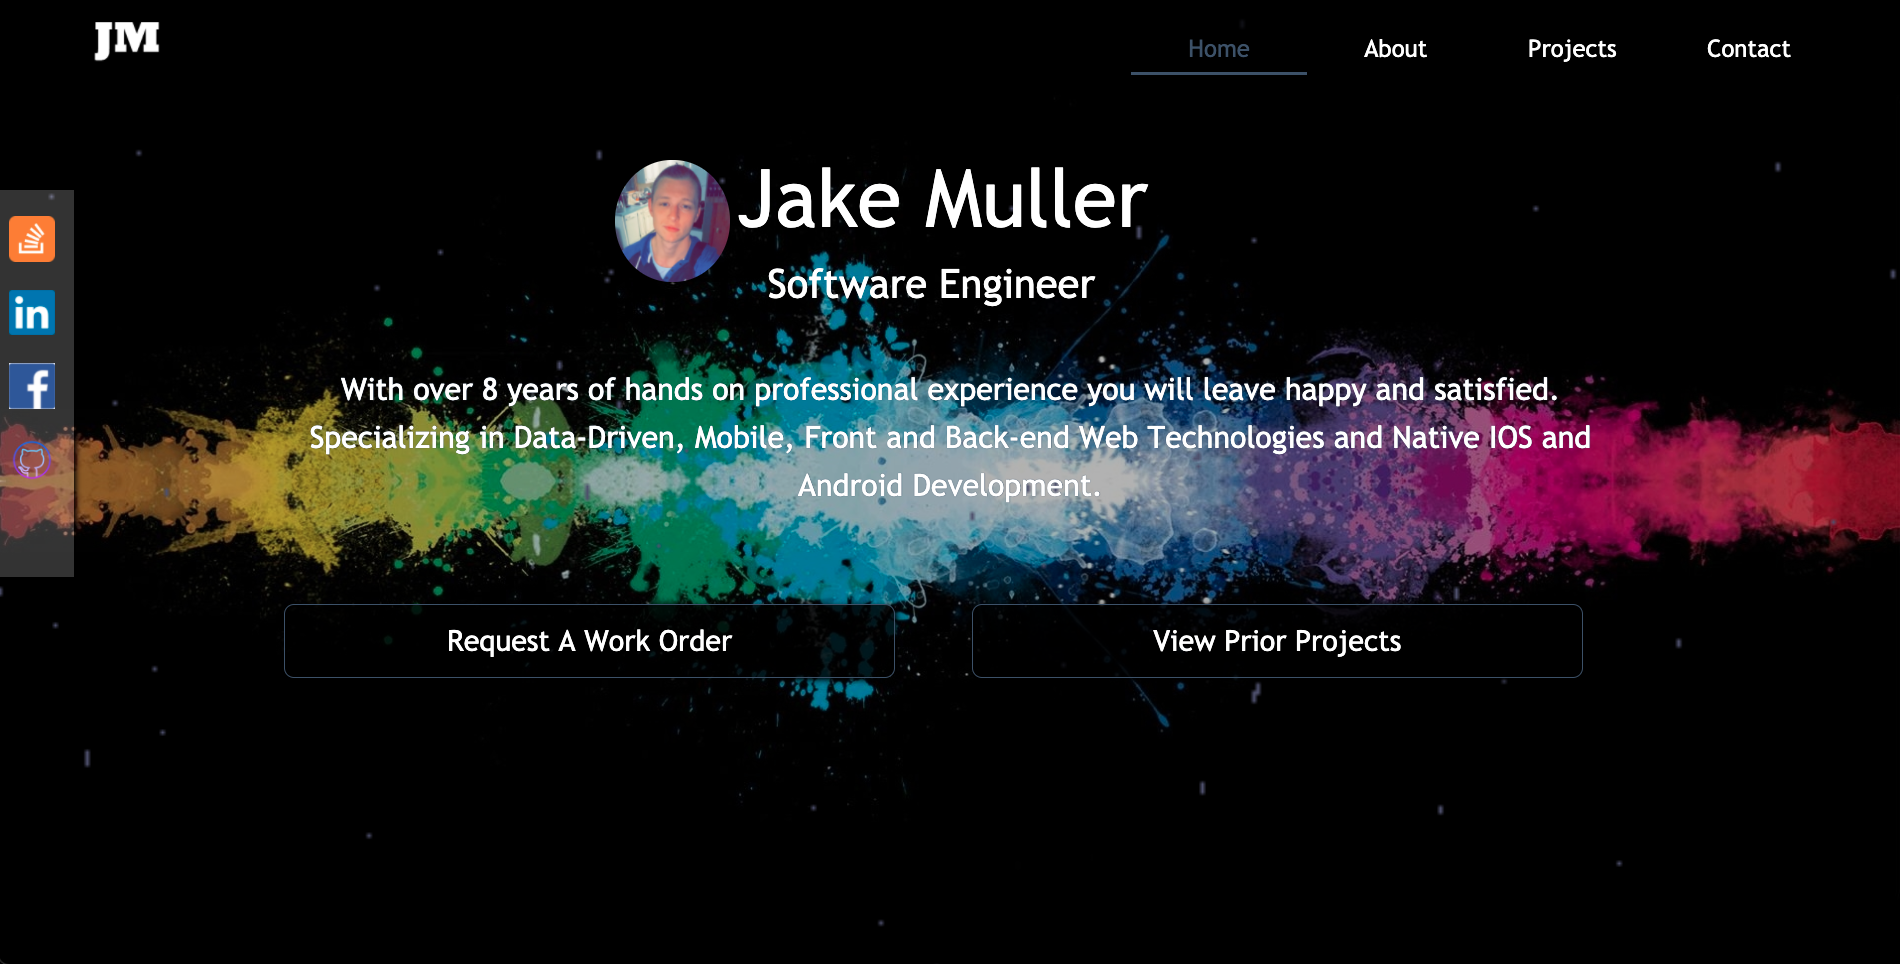 JM
Home
About
Projects
Contact
Jake Muller
Software Engineer
in
f
With over 8 years of hands on professional experience you will leave happy and satisfied.
Specializing in Data-Driven, Mobile, Front and Back-end Web Technologies and Native IOS and
Android Development.
Request A Work Order
View Prior Projects